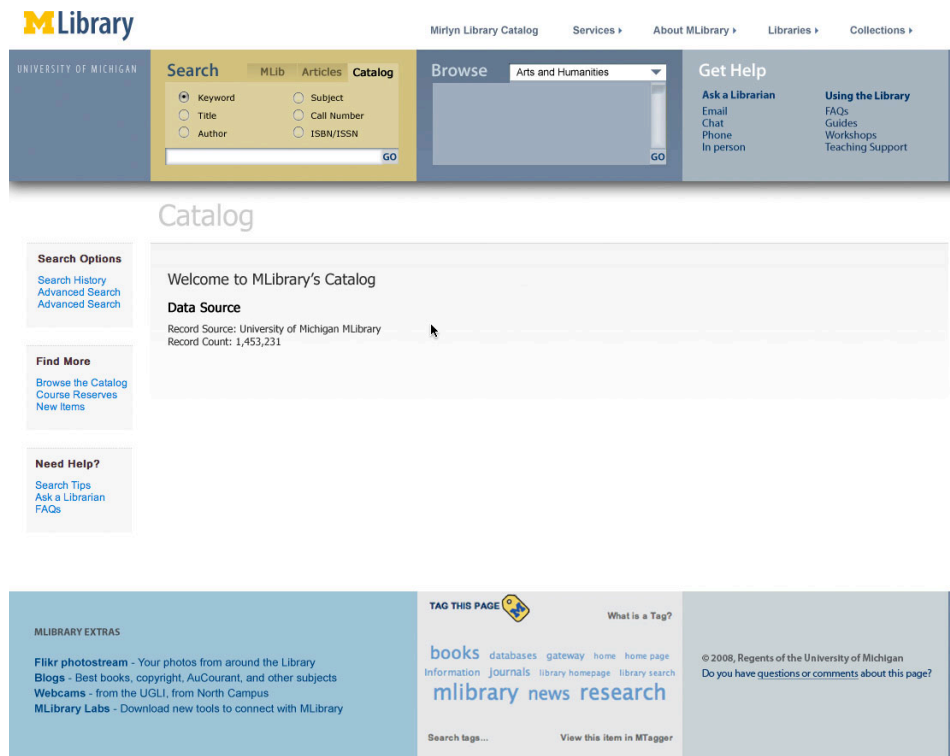 MLibrary
Mirlyn Library Catalog Services About MLibrary Libraries Collections
UNIVERSITY OF MICHIGAN
Search MLib Articles Catalog
Keyword Subject
Title Call Number
Author ISBN/ISSN
GO
Browse Arts and Humanities
GO
Get Help
Ask a Librarian
Email
Chat
Phone
In person
Using the Library
FAQs
Guides
Workshops
Teaching Support
Catalog
Search Options
Search History
Advanced Search
Advanced Search
Find More
Browse the Catalog
Course Reserves
New Items
Need Help?
Search Tips
Ask a Librarian
FAQs
Welcome to MLibrary's Catalog
Data Source
Record Source: University of Michigan MLibrary
Record Count: 1,453,231
MLIBRARY EXTRAS
Flikr photostream - Your photos from around the Library
Blogs - Best books, copyright, AuCourant, and other subjects
Webcams - from the UGLI, from North Campus
MLibrary Labs - Download new tools to connect with MLibrary
TAG THIS PAGE
What is a Tag?
books databases gateway home home page
Information journals library homepage library search
mlibrary news research
Search tags... View this item in MTagger
© 2008, Regents of the University of Michigan
Do you have questions or comments about this page?